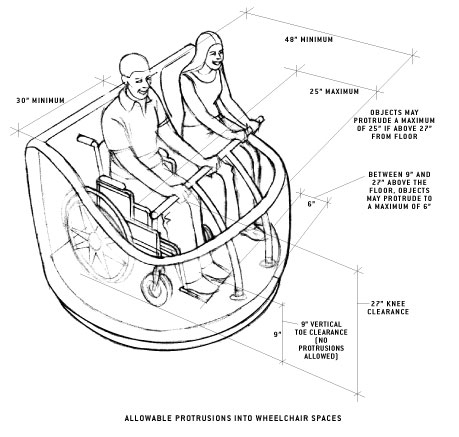 48" MINIMUM
30" MINIMUM
25" MAXIMUM
OBJECTS MAY
PROTRUDE A MAXIMUM
OF 25" IF ABOVE 27"
FROM FLOOR
BETWEEN 9" AND
27" ABOVE THE
FLOOR, OBJECTS
MAY PROTRUDE TO
A MAXIMUM OF 6"
6"
27" KNEE
CLEARANCE
9"
9" VERTICAL
TOE CLEARANCE
(NO
PROTRUSIONS
ALLOWED)
ALLOWABLE PROTRUSIONS INTO WHEELCHAIR SPACES